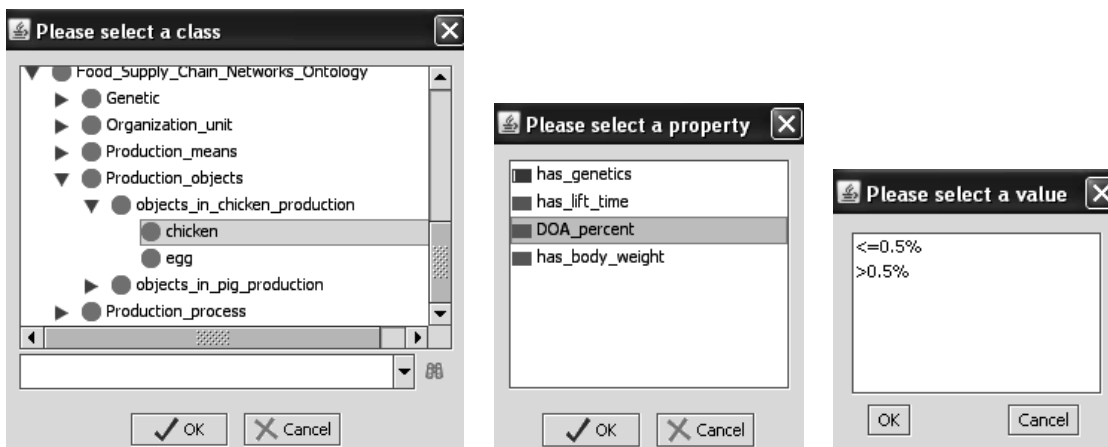 Please select a class
Food_Supply_Chain_Networks_Ontology
Genetic
Organization_unit
Production_means
Production_objects
objects_in_chicken_production
chicken
egg
objects_in_pig_production
Production_process
OK Cancel
Please select a property
has_genetics
has_lift_time
DOA_percent
has_body_weight
OK Cancel
Please select a value
<=0.5%
>0.5%
OK Cancel